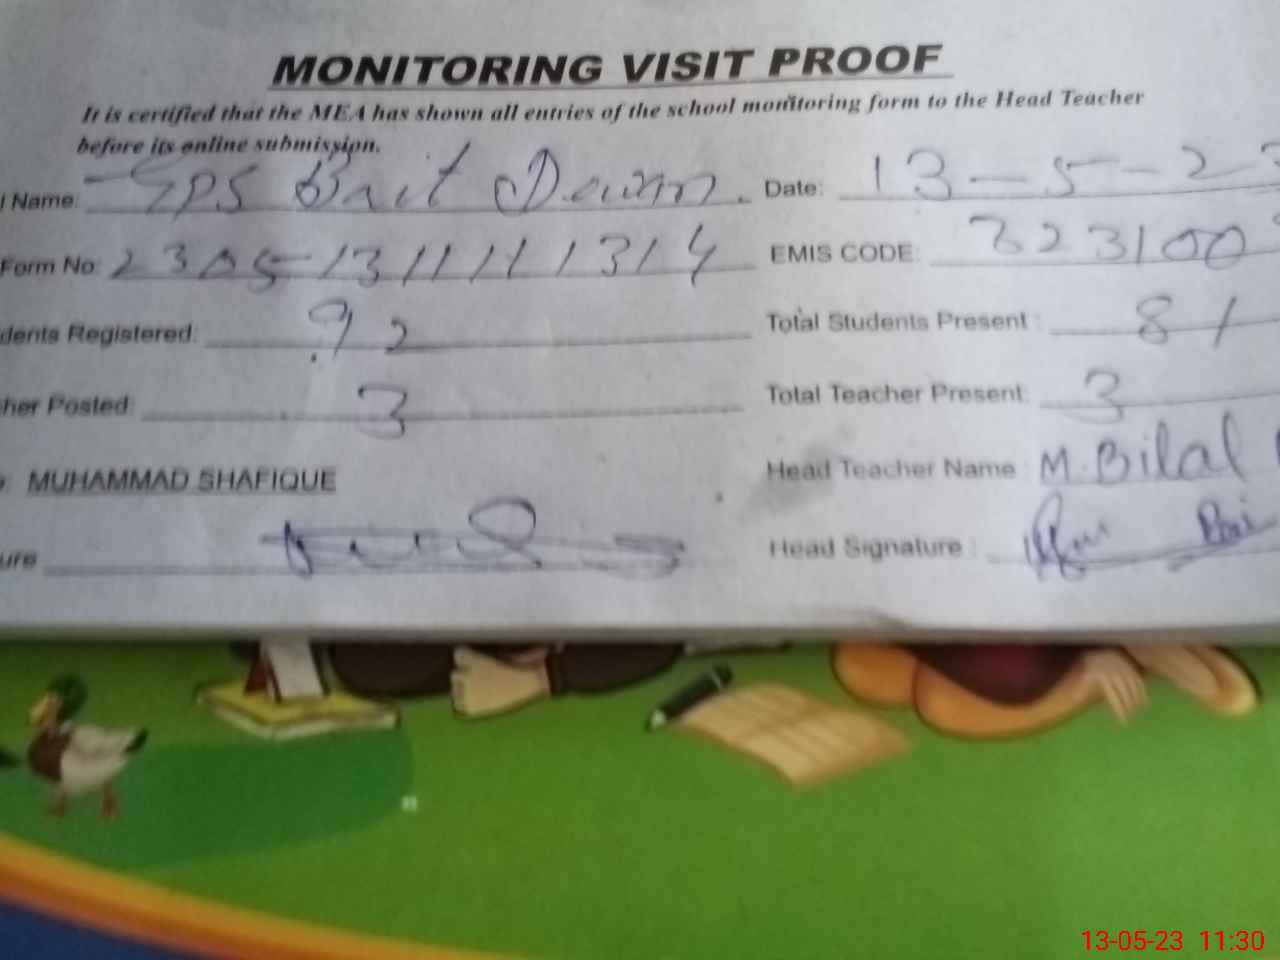 MONITORING VISIT PROOF
It is certified that the MEA has shown all entries of the school monitoring form to the Head Teacher
before its online submission.
l Name: GPS Bait Dewan. Date: 13-5-2
Form No: 2305-1311111314 EMIS CODE: 323100
dents Registered: 92 Total Students Present : 81
cher Posted: 3 Total Teacher Present: 3
: MUHAMMAD SHAFIQUE Head Teacher Name : M. Bilal
ure Head Signature :
13-05-23 11:30